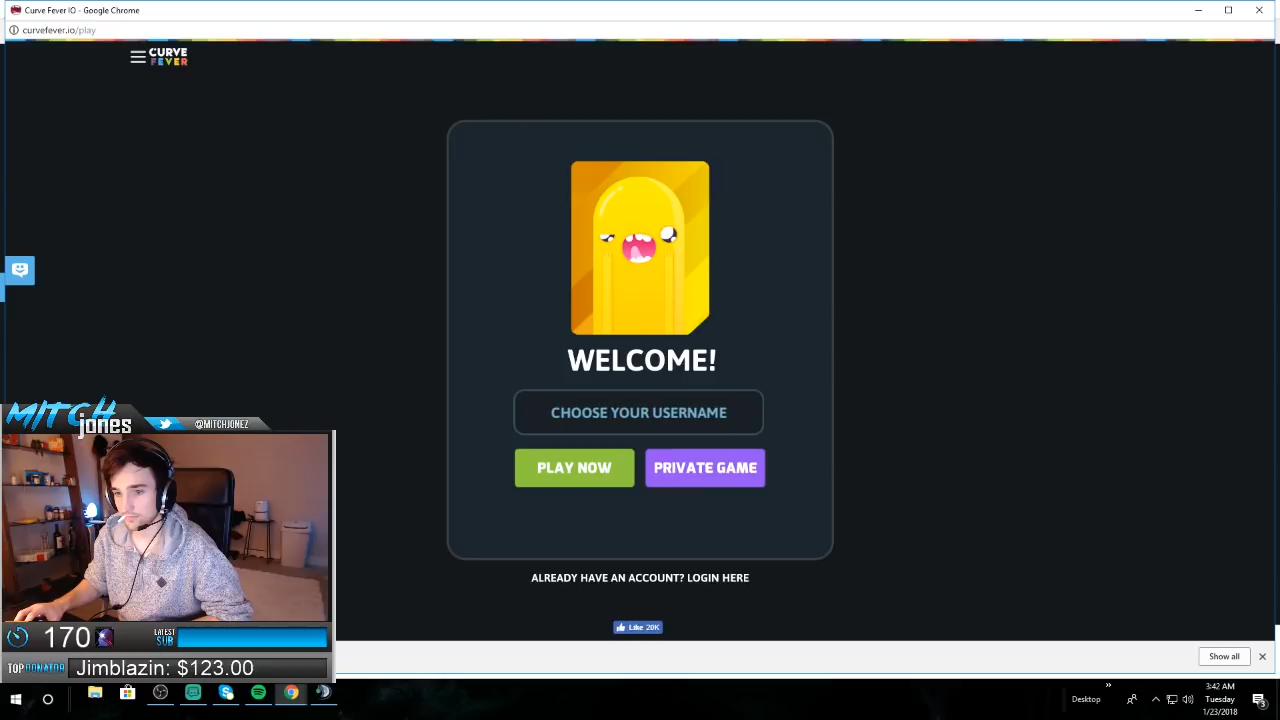 Curve Fever IO - Google Chrome
curvefever.io/play
CURVE
FEVER
WELCOME!
CHOOSE YOUR USERNAME
PLAY NOW
PRIVATE GAME
ALREADY HAVE AN ACCOUNT? LOGIN HERE
Like 20K
MITCH
jones
@MITCHJONEZ
170
LATEST
SUB
TOP DONATOR
Jimblazin: $123.00
Show all
Desktop
3:42 AM
Tuesday
1/23/2018
3